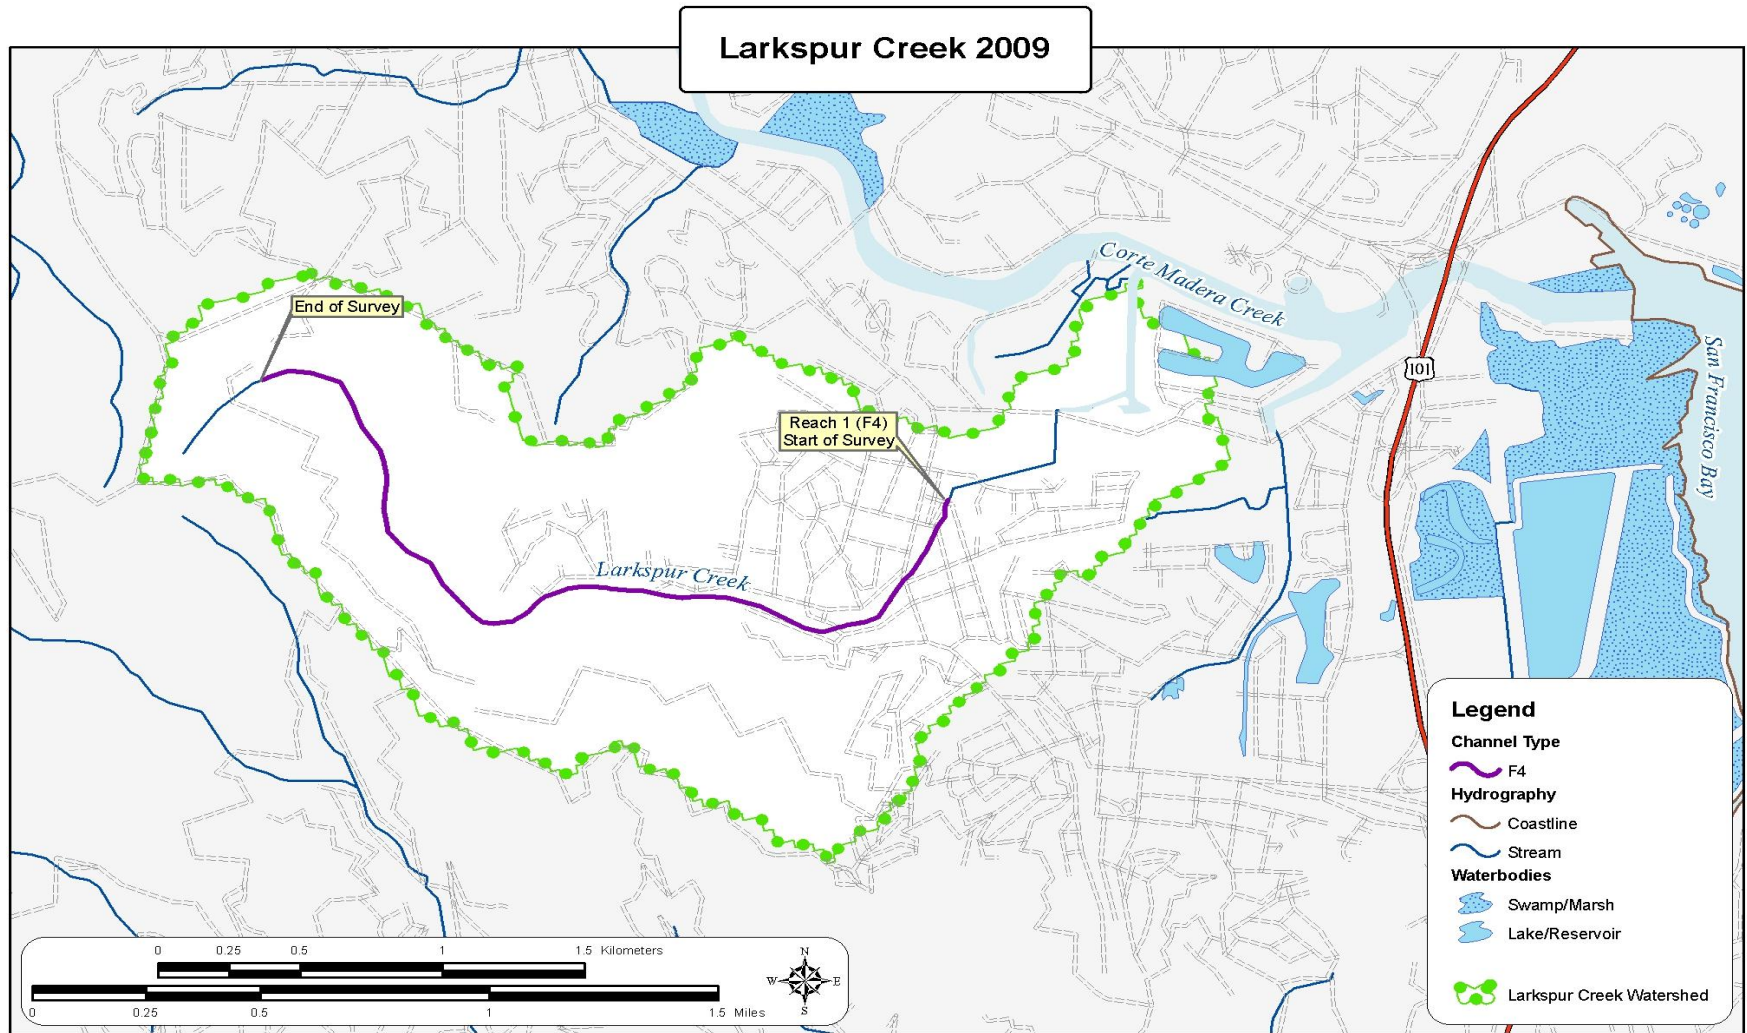 Larkspur Creek 2009
End of Survey
Reach 1 (F4)
Start of Survey
Corte Madera Creek
101
San Francisco Bay
Larkspur Creek
Legend
Channel Type
F4
Hydrography
Coastline
Stream
Waterbodies
Swamp/Marsh
Lake/Reservoir
Larkspur Creek Watershed
0 0.25 0.5 1 1.5 Kilometers
0 0.25 0.5 1 1.5 Miles
N
W E
S